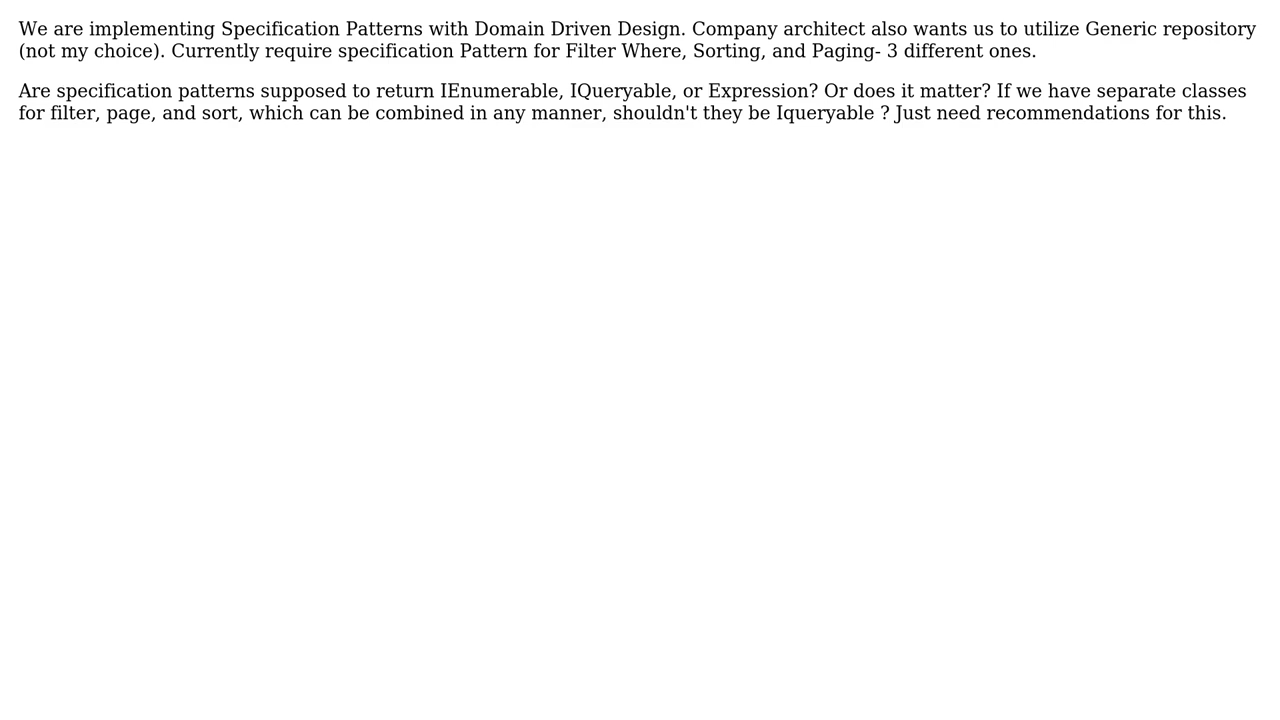 We are implementing Specification Patterns with Domain Driven Design. Company architect also wants us to utilize Generic repository
(not my choice). Currently require specification Pattern for Filter Where, Sorting, and Paging- 3 different ones.
Are specification patterns supposed to return IEnumerable, IQueryable, or Expression? Or does it matter? If we have separate classes
for filter, page, and sort, which can be combined in any manner, shouldn't they be Iqueryable ? Just need recommendations for this.